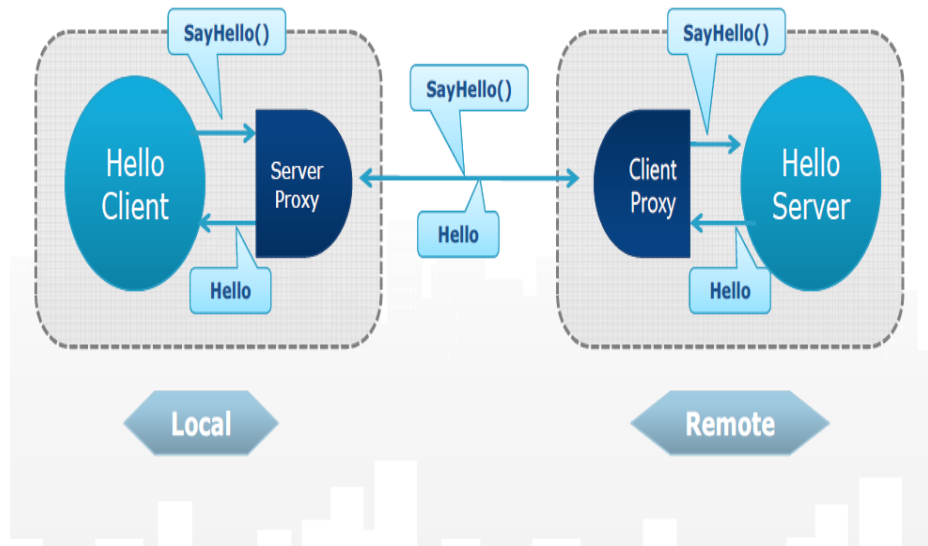 SayHello()
Hello
Client
Server
Proxy
Hello
SayHello()
Hello
SayHello()
Client
Proxy
Hello
Server
Hello
Local
Remote